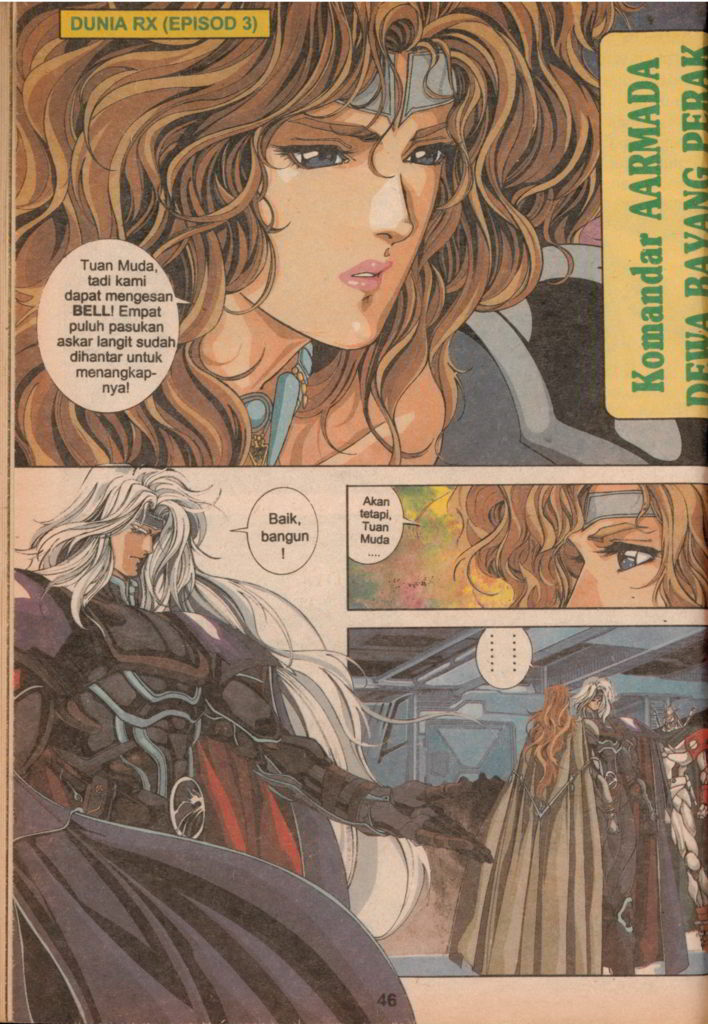 DUNIA RX (EPISOD 3)
Komandar AARMADA
DEWA BAYANG PERAK
Tuan Muda,
tadi kami
dapat mengesan
BELL! Empat
puluh pasukan
askar langit sudah
dihantar untuk
menangkap-
nya!
Baik,
bangun
!
Akan
tetapi,
Tuan
Muda
....
......
46